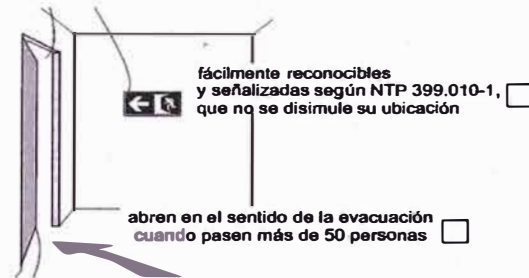 fácilmente reconocibles
y señalizadas según NTP 399.010-1,
que no se disimule su ubicación
abren en el sentido de la evacuación
cuando pasen más de 50 personas